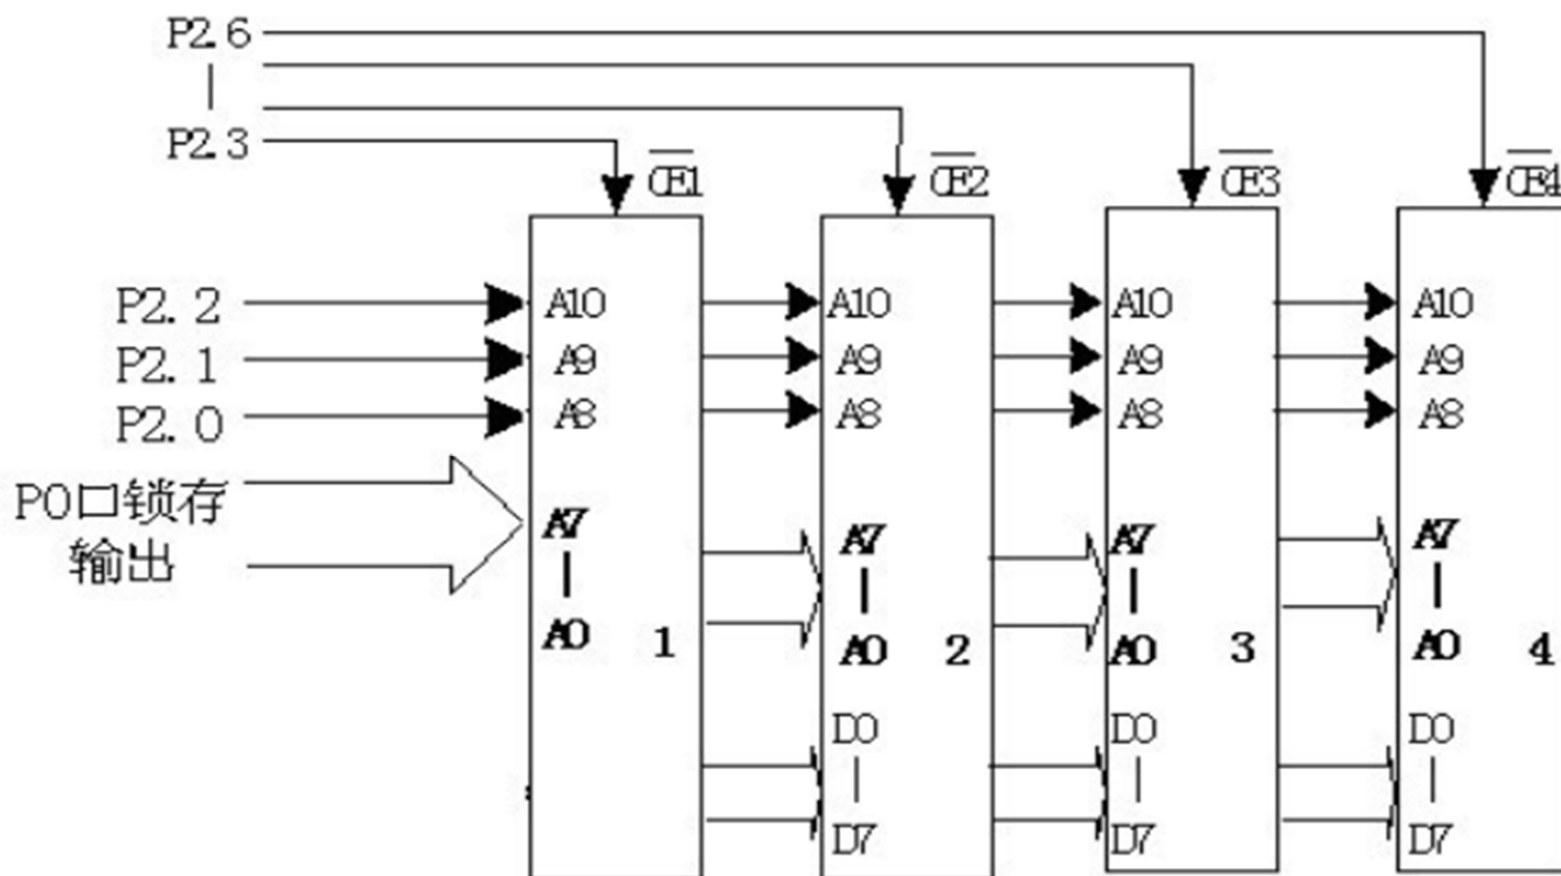 P2.6
|
P2.3
CE1 CE2 CE3 CE4
P2.2 A10 A10 A10 A10
P2.1 A9 A9 A9 A9
P2.0 A8 A8 A8 A8
P0口锁存
输出
A7 A7 A7 A7
| | | |
A0 1 A0 2 A0 3 A0 4
D0 D0 D0
| | |
D7 D7 D7